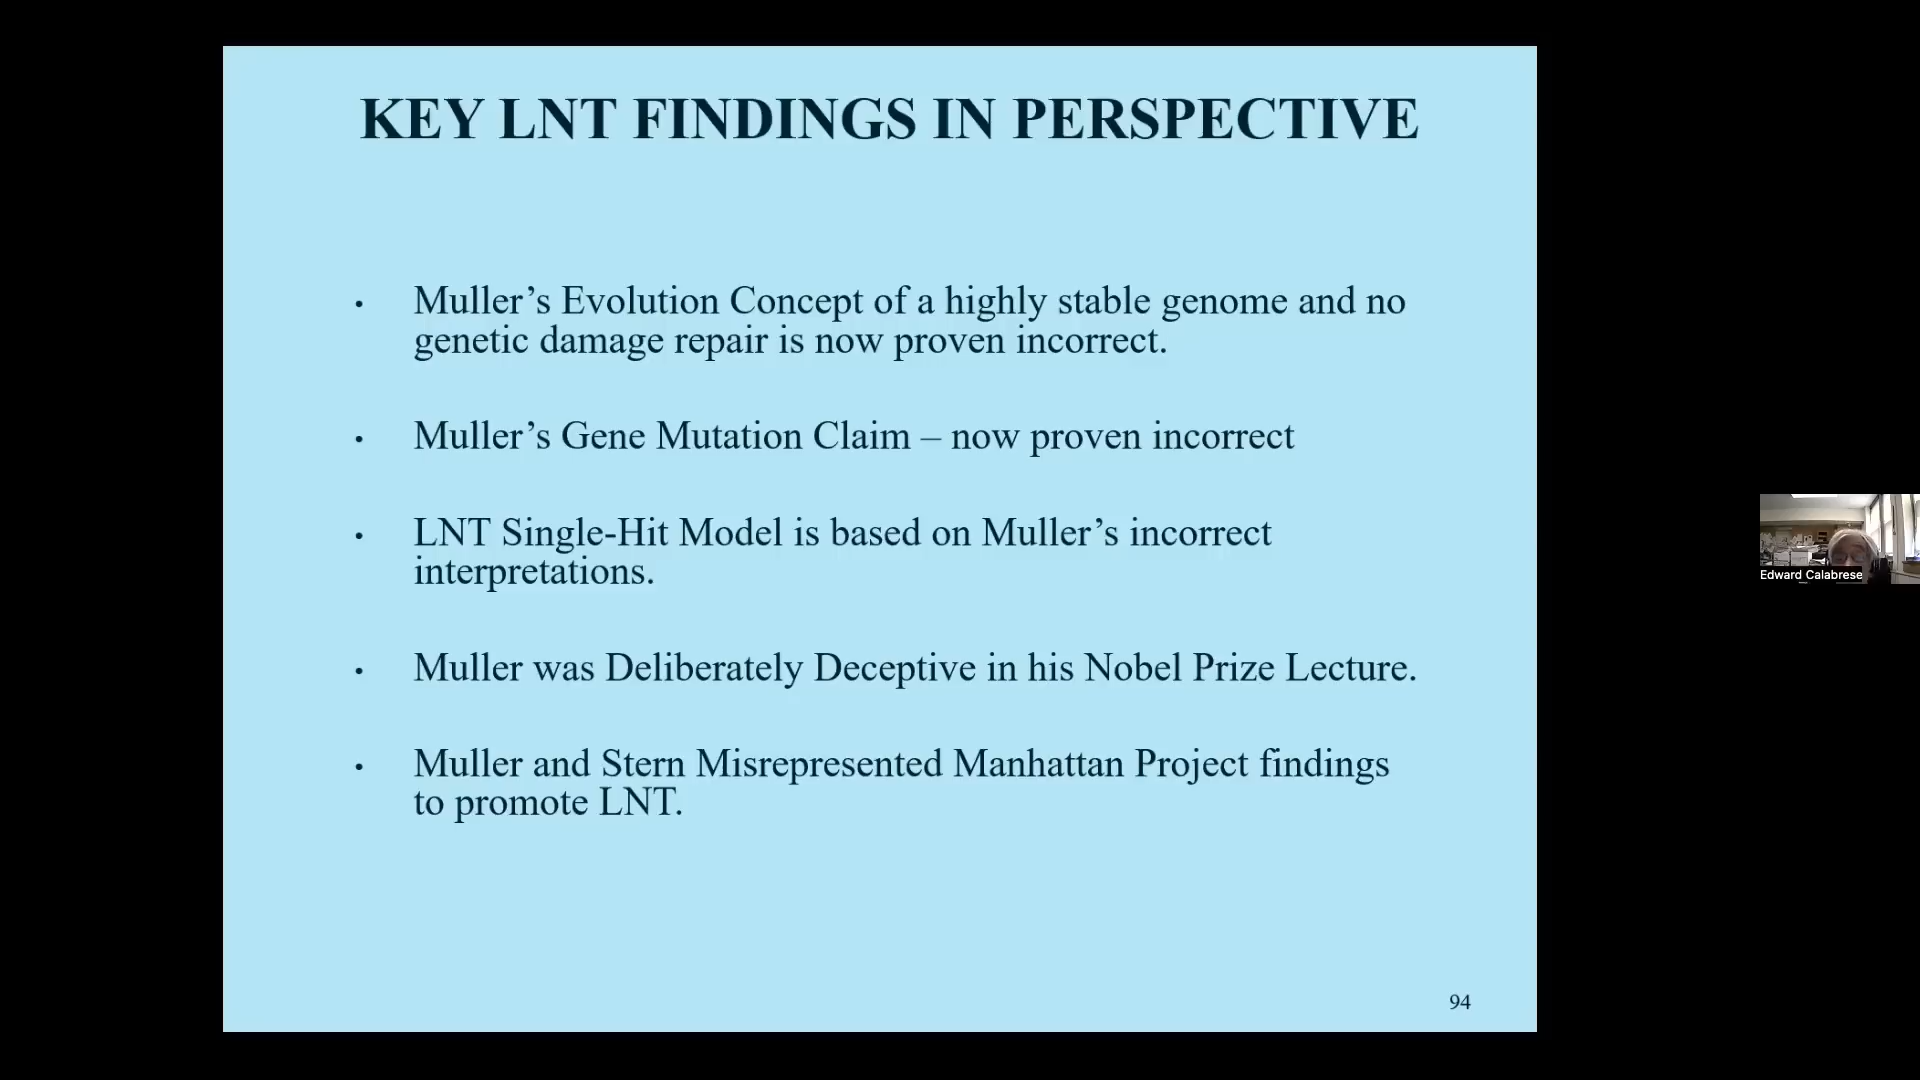 KEY LNT FINDINGS IN PERSPECTIVE
• Muller’s Evolution Concept of a highly stable genome and no
genetic damage repair is now proven incorrect.
• Muller’s Gene Mutation Claim – now proven incorrect
• LNT Single-Hit Model is based on Muller’s incorrect
interpretations.
• Muller was Deliberately Deceptive in his Nobel Prize Lecture.
• Muller and Stern Misrepresented Manhattan Project findings
to promote LNT.
94
Edward Calabrese